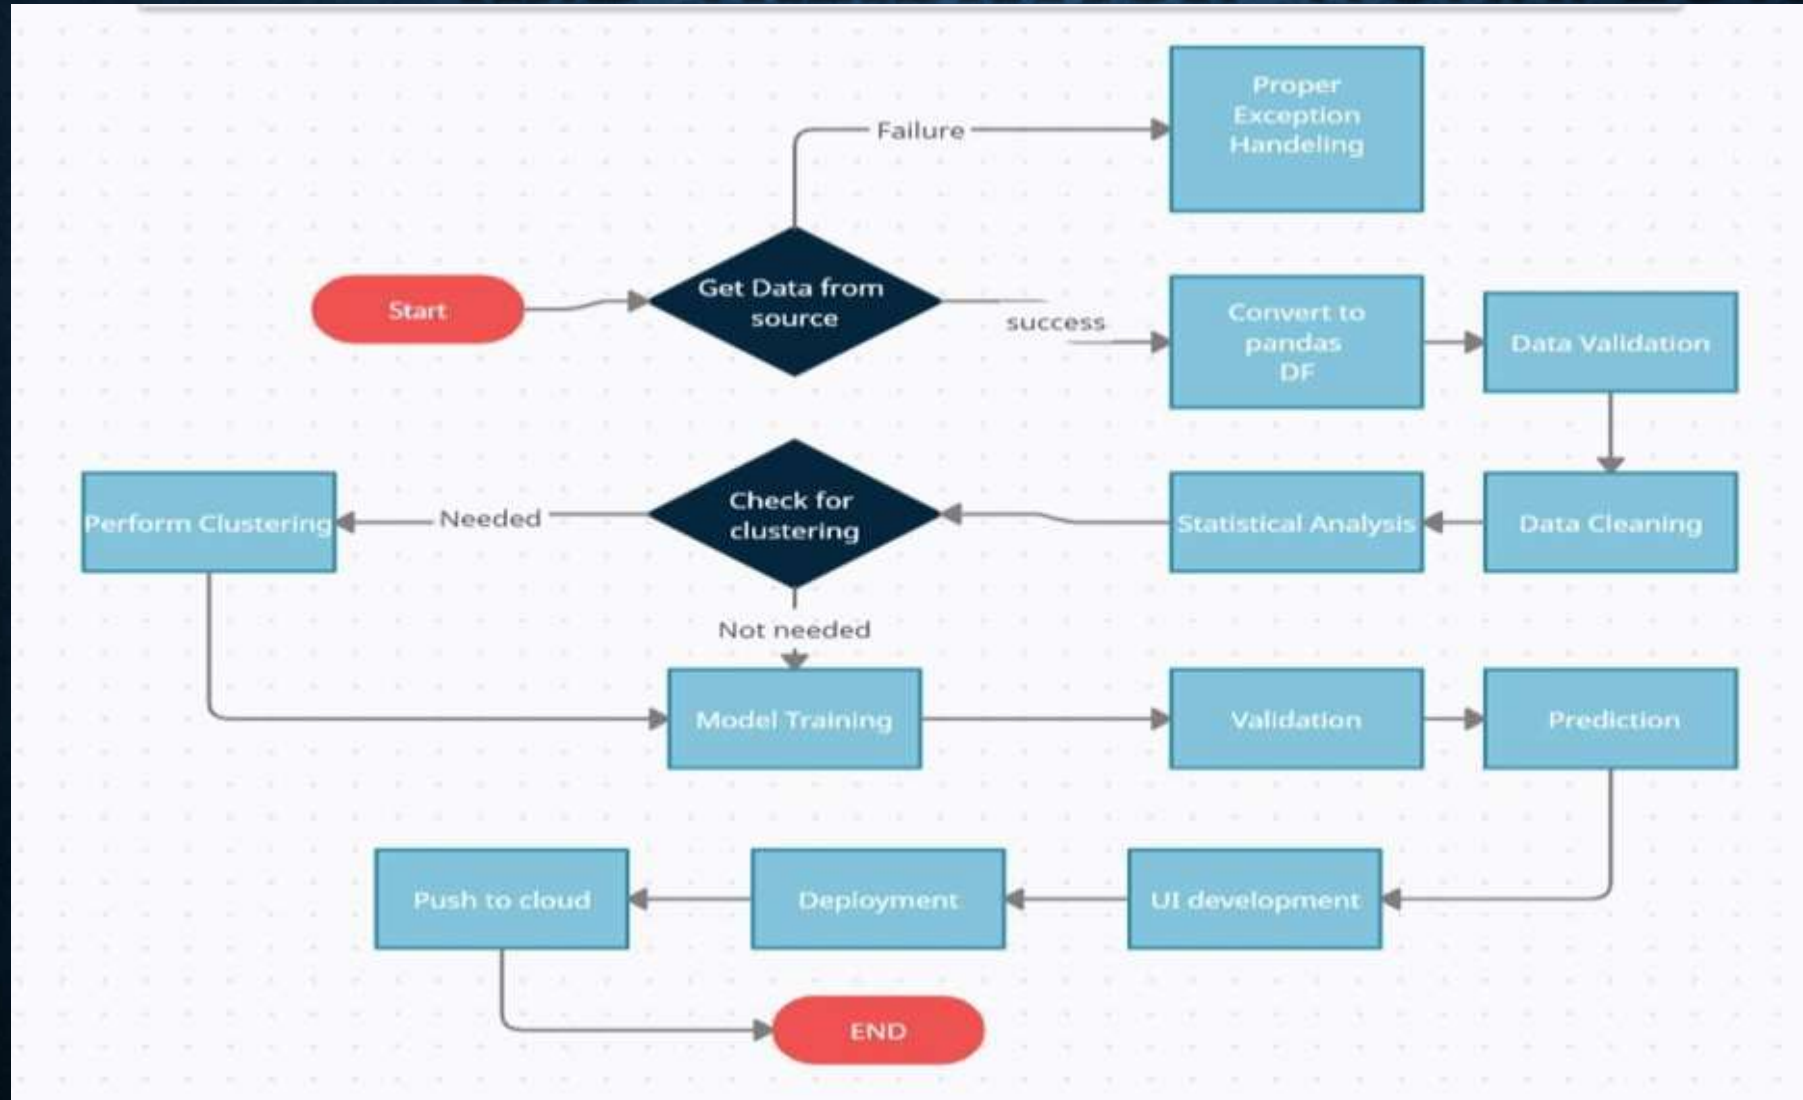 Proper
Exception
Handeling
Failure
Start
Get Data from
source
success
Convert to
pandas
DF
Data Validation
Perform Clustering
Needed
Check for
clustering
Statistical Analysis
Data Cleaning
Not needed
Model Training
Validation
Prediction
Push to cloud
Deployment
UI development
END